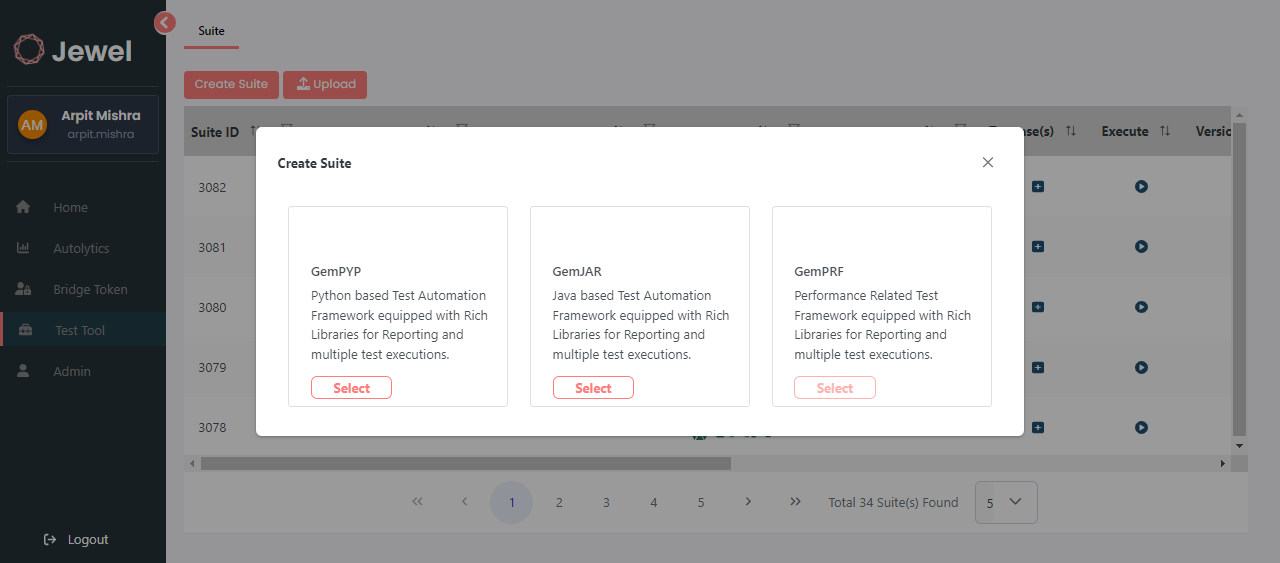 Jewel
AM
Arpit Mishra
arpit.mishra
Home
Autolytics
Bridge Token
Test Tool
Admin
Logout
Suite
Create Suite
Upload
Suite ID
Execute
3082
3081
3080
3079
3078
Create Suite
GemPYP
Python based Test Automation
Framework equipped with Rich
Libraries for Reporting and
multiple test executions.
Select
GemJAR
Java based Test Automation
Framework equipped with Rich
Libraries for Reporting and
multiple test executions.
Select
GemPRF
Performance Related Test
Framework equipped with Rich
Libraries for Reporting and
multiple test executions.
Select
1 2 3 4 5 Total 34 Suite(s) Found 5